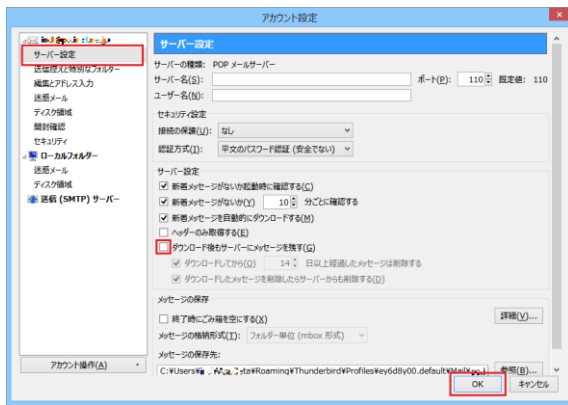 アカウント設定
サーバー設定
送信控えと特別なフォルダー
編集とアドレス入力
迷惑メール
ディスク領域
開封確認
セキュリティ
ローカルフォルダー
迷惑メール
ディスク領域
送信 (SMTP) サーバー
アカウント操作(A)
サーバー設定
サーバーの種類: POP メールサーバー
サーバー名(S): ポート(P): 110 既定値: 110
ユーザー名(N):
セキュリティ設定
接続の保護(U): なし
認証方式(I): 平文のパスワード認証 (安全でない)
サーバー設定
新着メッセージがないか起動時に確認する(C)
新着メッセージがないか(Y) 10 分ごとに確認する
新着メッセージを自動的にダウンロードする(M)
ヘッダーのみ取得する(E)
ダウンロード後もサーバーにメッセージを残す(G)
ダウンロードしてから(O) 14 日以上経過したメッセージは削除する
ダウンロードしたメッセージを削除したらサーバーからも削除する(D)
メッセージの保存
終了時にごみ箱を空にする(X) 詳細(V)...
メッセージの格納形式(T): フォルダー単位 (mbox 形式)
メッセージの保存先:
C:¥Users¥ ¥Roaming¥Thunderbird¥Profiles¥ey6d8y00.default¥Mail¥ 参照(B)...
OK キャンセル